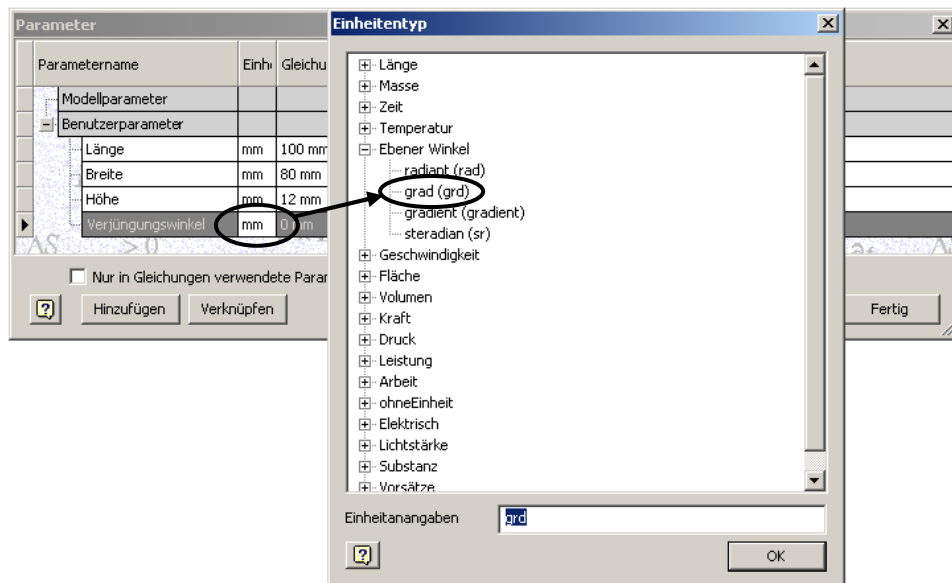 Parameter
Parametername Einh Gleichu
Modellparameter
Benutzerparameter
Länge mm 100 mm
Breite mm 80 mm
Höhe mm 12 mm
Verjüngungswinkel mm 0 mm
Nur in Gleichungen verwendete Para
Hinzufügen Verknüpfen
Fertig
Einheitentyp
Länge
Masse
Zeit
Temperatur
Ebener Winkel
radiant (rad)
grad (grd)
gradient (gradient)
steradian (sr)
Geschwindigkeit
Fläche
Volumen
Kraft
Druck
Leistung
Arbeit
ohneEinheit
Elektrisch
Lichtstärke
Substanz
Vorsätze
Einheitanangaben grd
OK